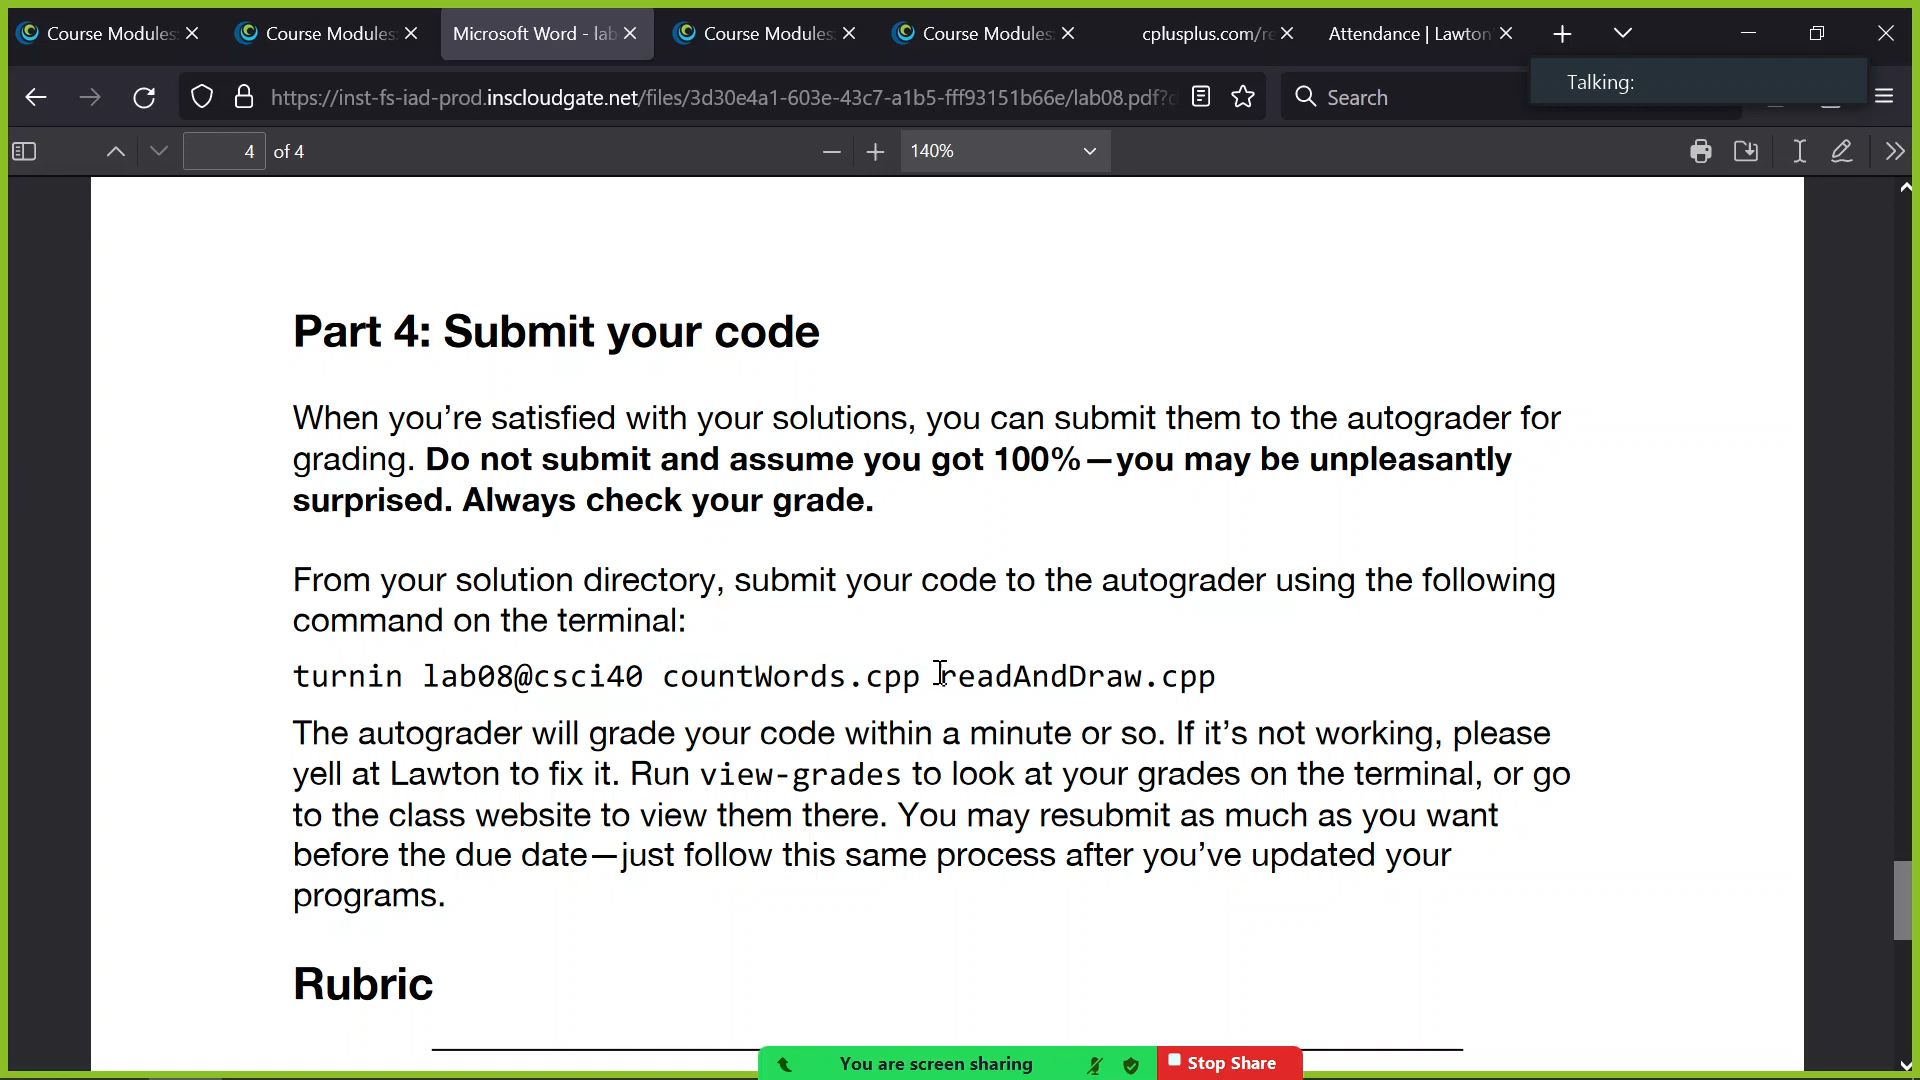 Course Modules:
Course Modules:
Microsoft Word - lab
Course Modules:
Course Modules:
cplusplus.com/re
Attendance | Lawton'
https://inst-fs-iad-prod.inscloudgate.net/files/3d30e4a1-603e-43c7-a1b5-fff93151b66e/lab08.pdf?
Search
Talking:
4 of 4
140%
Part 4: Submit your code
When you're satisfied with your solutions, you can submit them to the autograder for
grading. Do not submit and assume you got 100%—you may be unpleasantly
surprised. Always check your grade.
From your solution directory, submit your code to the autograder using the following
command on the terminal:
turnin lab08@csci40 countWords.cpp readAndDraw.cpp
The autograder will grade your code within a minute or so. If it's not working, please
yell at Lawton to fix it. Run view-grades to look at your grades on the terminal, or go
to the class website to view them there. You may resubmit as much as you want
before the due date—just follow this same process after you've updated your
programs.
Rubric
You are screen sharing
Stop Share